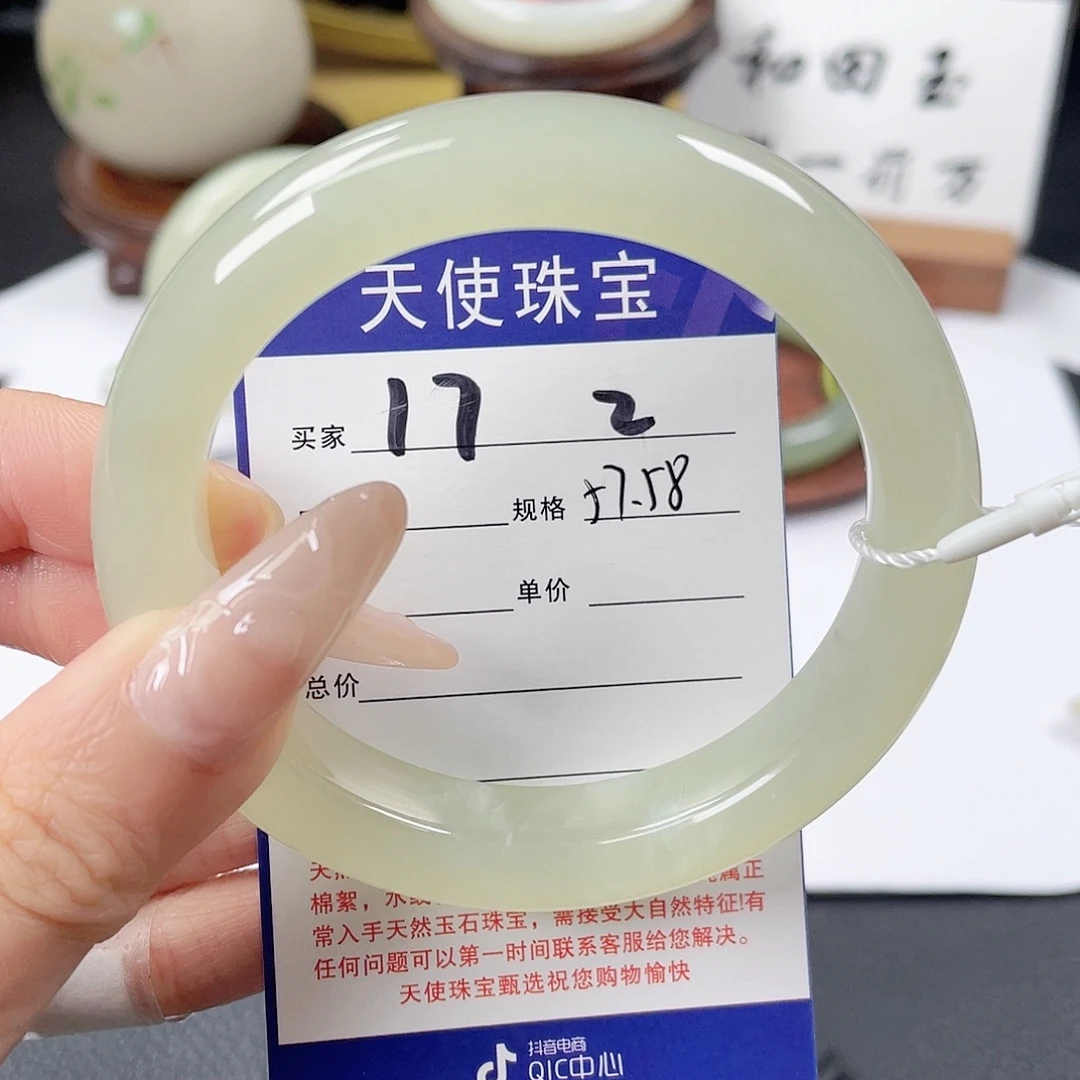 和田玉
天使珠宝
买家 17 2
规格 57.58
单价
总价
棉絮，水
常入手天然玉石珠宝，需接受大自然特征!有
任何问题可以第一时间联系客服给您解决。
天使珠宝甄选祝您购物愉快
抖音电商
QIC中心